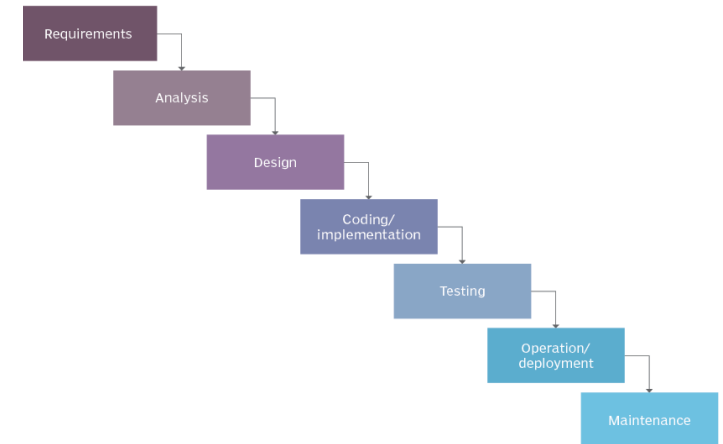 Requirements
Analysis
Design
Coding/
implementation
Testing
Operation/
deployment
Maintenance